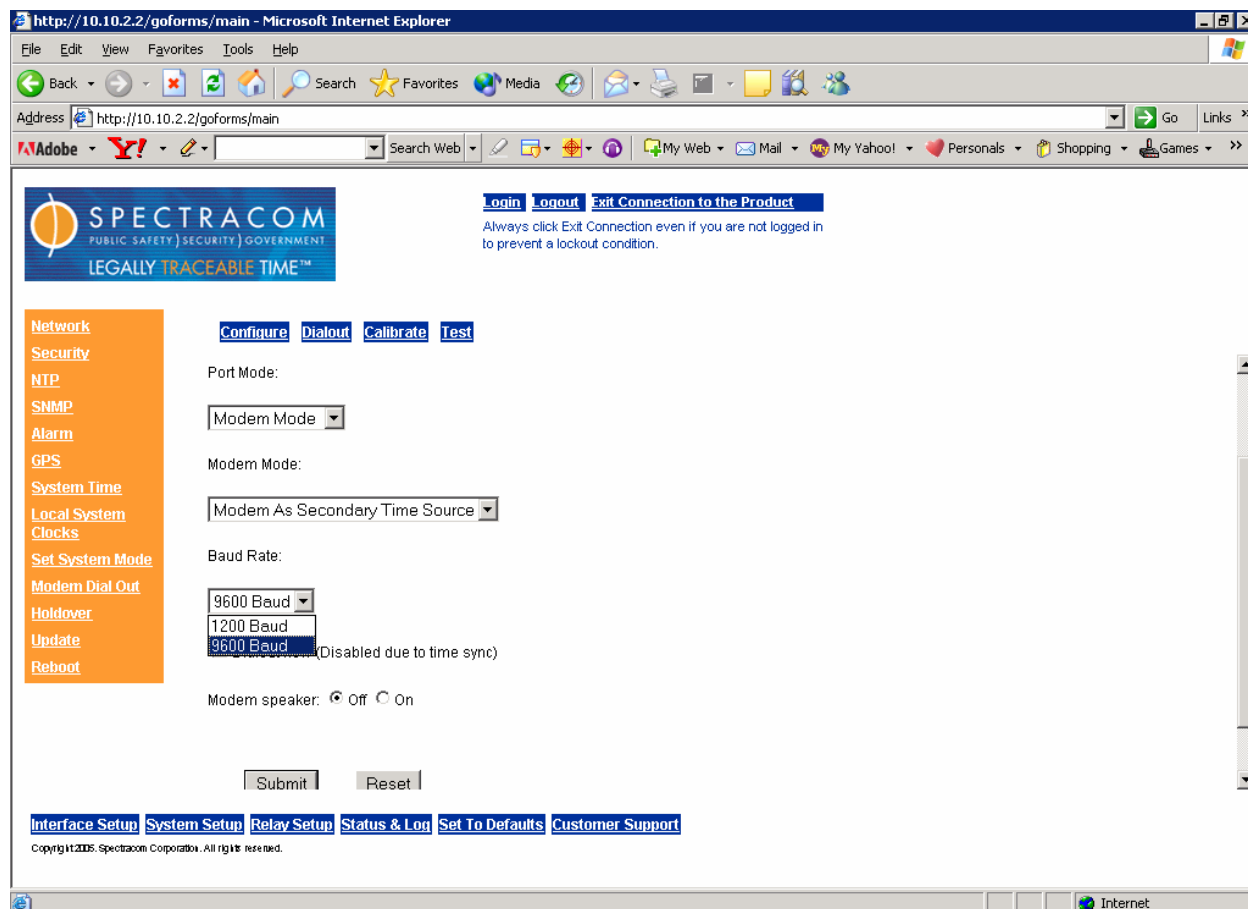 http://10.10.2.2/goforms/main - Microsoft Internet Explorer
File Edit View Favorites Tools Help
Back Search Favorites Media
Address http://10.10.2.2/goforms/main Go Links »
Adobe Y! Search Web My Web Mail My Yahoo! Personals Shopping Games »
SPECTRACOM
PUBLIC SAFETY ) SECURITY ) GOVERNMENT
LEGALLY TRACEABLE TIME™
Login Logout Exit Connection to the Product
Always click Exit Connection even if you are not logged in
to prevent a lockout condition.
Network
Security
NTP
SNMP
Alarm
GPS
System Time
Local System
Clocks
Set System Mode
Modem Dial Out
Holdover
Update
Reboot
Configure Dialout Calibrate Test
Port Mode:
Modem Mode
Modem Mode:
Modem As Secondary Time Source
Baud Rate:
9600 Baud
1200 Baud
9600 Baud
(Disabled due to time sync)
Modem speaker: Off On
Submit Reset
Interface Setup System Setup Relay Setup Status & Log Set To Defaults Customer Support
Copyright 2005. Spectracom Corporation. All rights reserved.
Internet